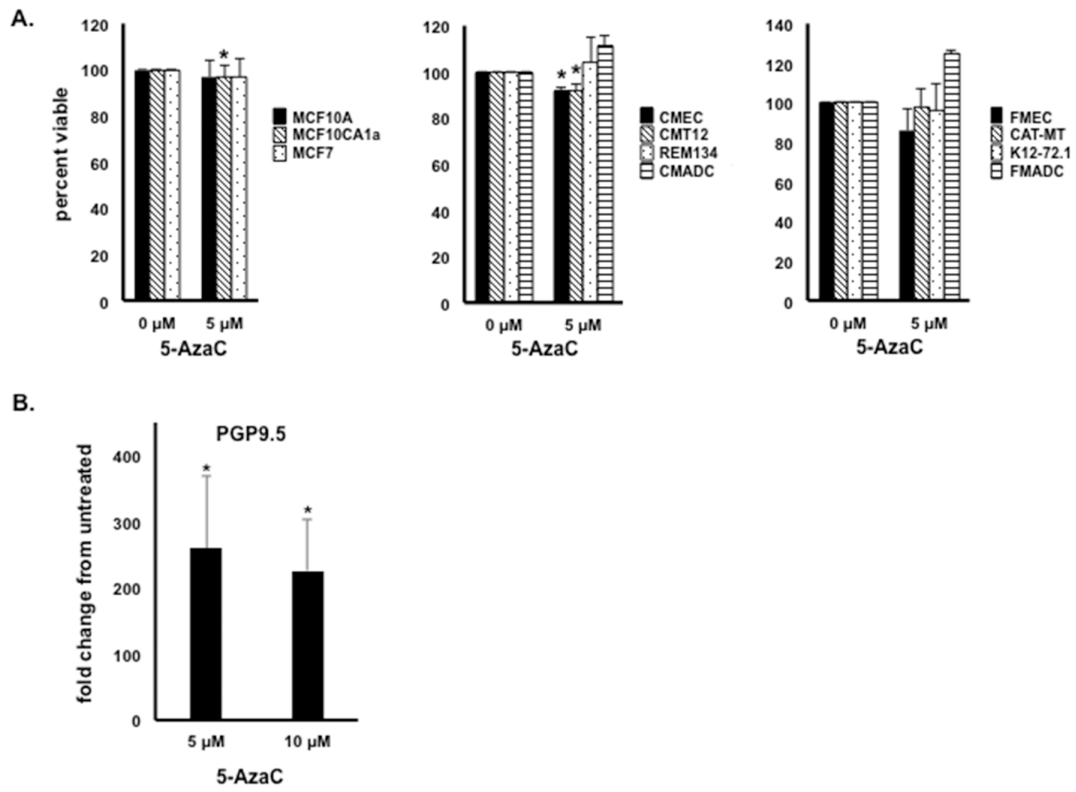 A.
percent viable
120
100
80
60
40
20
0
*
0 µM 5 µM
5-AzaC
MCF10A
MCF10CA1a
MCF7
120
100
80
60
40
20
0
* *
0 µM 5 µM
5-AzaC
CMEC
CMT12
REM134
CMADC
140
120
100
80
60
40
20
0
0 µM 5 µM
5-AzaC
FMEC
CAT-MT
K12-72.1
FMADC
B.
PGP9.5
fold change from untreated
400
300
200
100
0
*
*
5 µM 10 µM
5-AzaC